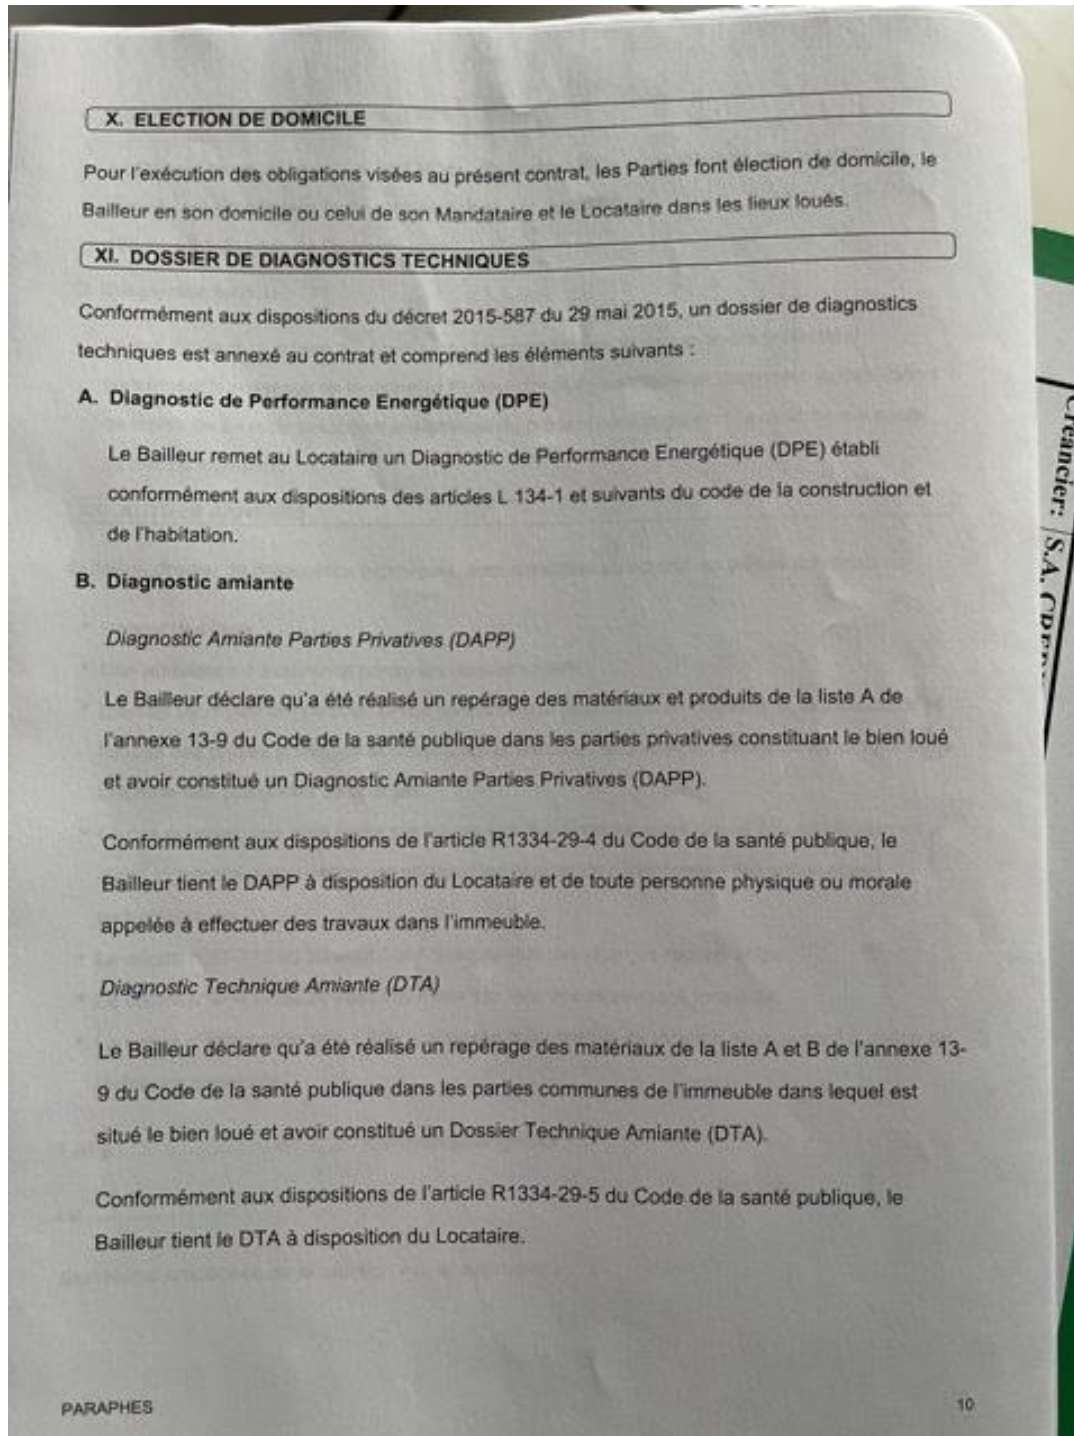 X. ELECTION DE DOMICILE
Pour l'exécution des obligations visées au présent contrat, les Parties font élection de domicile, le
Bailleur en son domicile ou celui de son Mandataire et le Locataire dans les lieux loués.
XI. DOSSIER DE DIAGNOSTICS TECHNIQUES
Conformément aux dispositions du décret 2015-587 du 29 mai 2015, un dossier de diagnostics
techniques est annexé au contrat et comprend les éléments suivants :
A. Diagnostic de Performance Energétique (DPE)
Le Bailleur remet au Locataire un Diagnostic de Performance Energétique (DPE) établi
conformément aux dispositions des articles L 134-1 et suivants du code de la construction et
de l'habitation.
B. Diagnostic amiante
Diagnostic Amiante Parties Privatives (DAPP)
Le Bailleur déclare qu'a été réalisé un repérage des matériaux et produits de la liste A de
l'annexe 13-9 du Code de la santé publique dans les parties privatives constituant le bien loué
et avoir constitué un Diagnostic Amiante Parties Privatives (DAPP).
Conformément aux dispositions de l'article R1334-29-4 du Code de la santé publique, le
Bailleur tient le DAPP à disposition du Locataire et de toute personne physique ou morale
appelée à effectuer des travaux dans l'immeuble.
Diagnostic Technique Amiante (DTA)
Le Bailleur déclare qu'a été réalisé un repérage des matériaux de la liste A et B de l'annexe 13-
9 du Code de la santé publique dans les parties communes de l'immeuble dans lequel est
situé le bien loué et avoir constitué un Dossier Technique Amiante (DTA).
Conformément aux dispositions de l'article R1334-29-5 du Code de la santé publique, le
Bailleur tient le DTA à disposition du Locataire.
PARAPHES
10
Créancier: S.A.